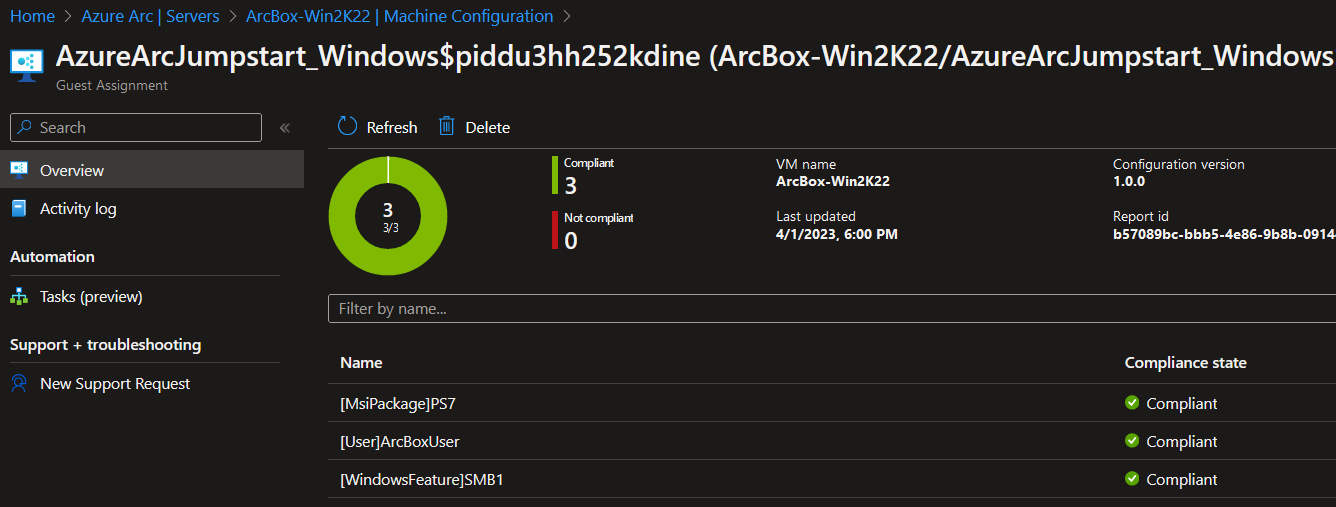 Home > Azure Arc | Servers > ArcBox-Win2K22 | Machine Configuration >
AzureArcJumpstart_Windows$piddu3hh252kdine (ArcBox-Win2K22/AzureArcJumpstart_Windows
Guest Assignment
Search
«
Overview
Activity log
Automation
Tasks (preview)
Support + troubleshooting
New Support Request
Refresh
Delete
3
3/3
Compliant
3
Not compliant
0
VM name
ArcBox-Win2K22
Last updated
4/1/2023, 6:00 PM
Configuration version
1.0.0
Report id
b57089bc-bbb5-4e86-9b8b-0914
Filter by name...
Name Compliance state
[MsiPackage]PS7 Compliant
[User]ArcBoxUser Compliant
[WindowsFeature]SMB1 Compliant